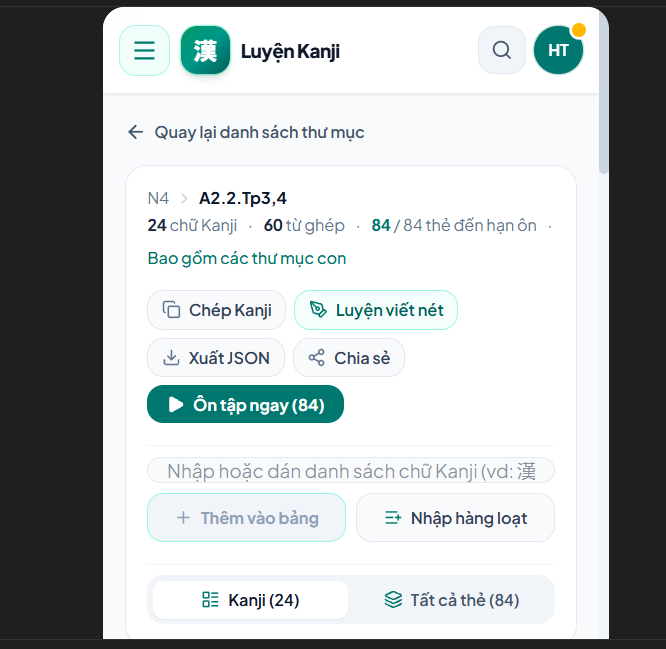 漢 Luyện Kanji HT
Quay lại danh sách thư mục
N4 > A2.2.Tp3,4
24 chữ Kanji · 60 từ ghép · 84 / 84 thẻ đến hạn ôn ·
Bao gồm các thư mục con
Chép Kanji Luyện viết nét
Xuất JSON Chia sẻ
Ôn tập ngay (84)
Nhập hoặc dán danh sách chữ Kanji (vd: 漢
+ Thêm vào bảng Nhập hàng loạt
Kanji (24) Tất cả thẻ (84)